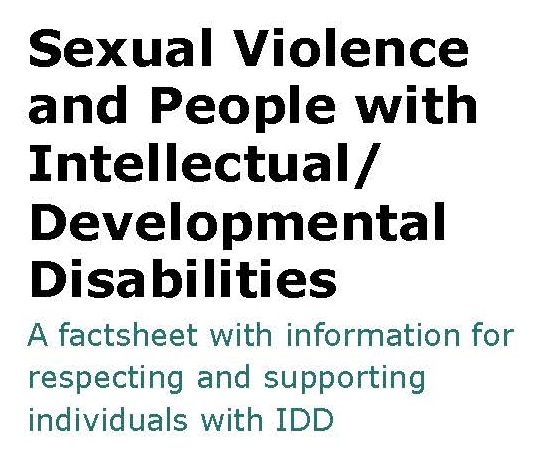 Sexual Violence
and People with
Intellectual/
Developmental
Disabilities
A factsheet with information for
respecting and supporting
individuals with IDD